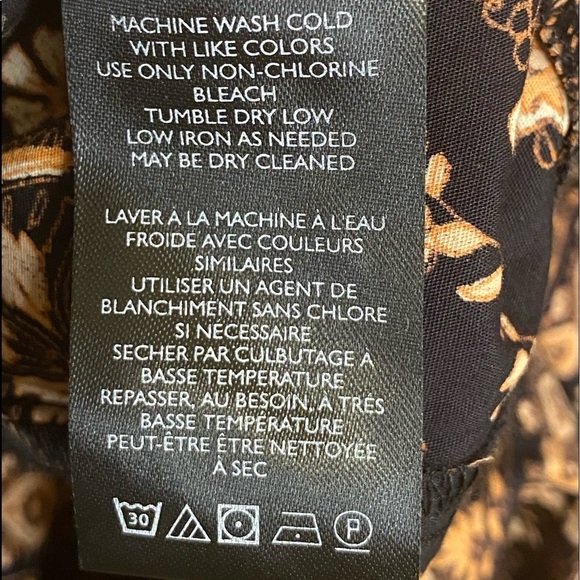 MACHINE WASH COLD
WITH LIKE COLORS
USE ONLY NON-CHLORINE
BLEACH
TUMBLE DRY LOW
LOW IRON AS NEEDED
MAY BE DRY CLEANED
LAVER À LA MACHINE À L'EAU
FROIDE AVEC COULEURS
SIMILAIRES
UTILISER UN AGENT DE
BLANCHIMENT SANS CHLORE
SI NÉCESSAIRE
SECHER PAR CULBUTAGE A
BASSE TEMPÉRATURE
REPASSER, AU BESOIN, A TRÈS
BASSE TEMPÉRATURE
PEUT-ÊTRE ÊTRE NETTOYÉE
À SEC
30 P